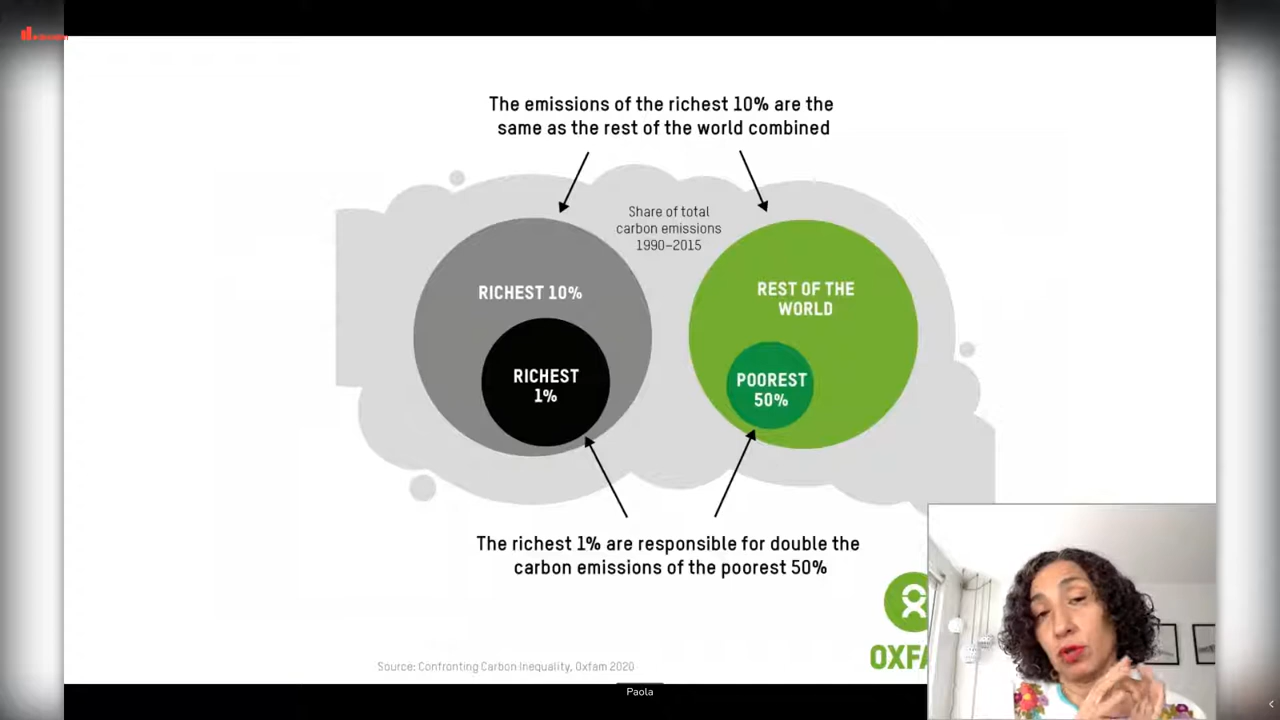 The emissions of the richest 10% are the
same as the rest of the world combined
Share of total
carbon emissions
1990–2015
RICHEST 10%
REST OF THE
WORLD
RICHEST
1%
POOREST
50%
The richest 1% are responsible for double the
carbon emissions of the poorest 50%
OXFA
Source: Confronting Carbon Inequality, Oxfam 2020
Paola